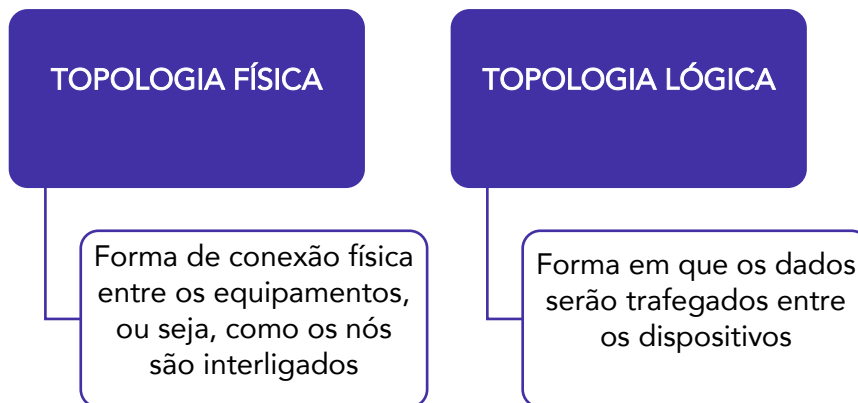 TOPOLOGIA FÍSICA
Forma de conexão física
entre os equipamentos,
ou seja, como os nós
são interligados
TOPOLOGIA LÓGICA
Forma em que os dados
serão trafegados entre
os dispositivos